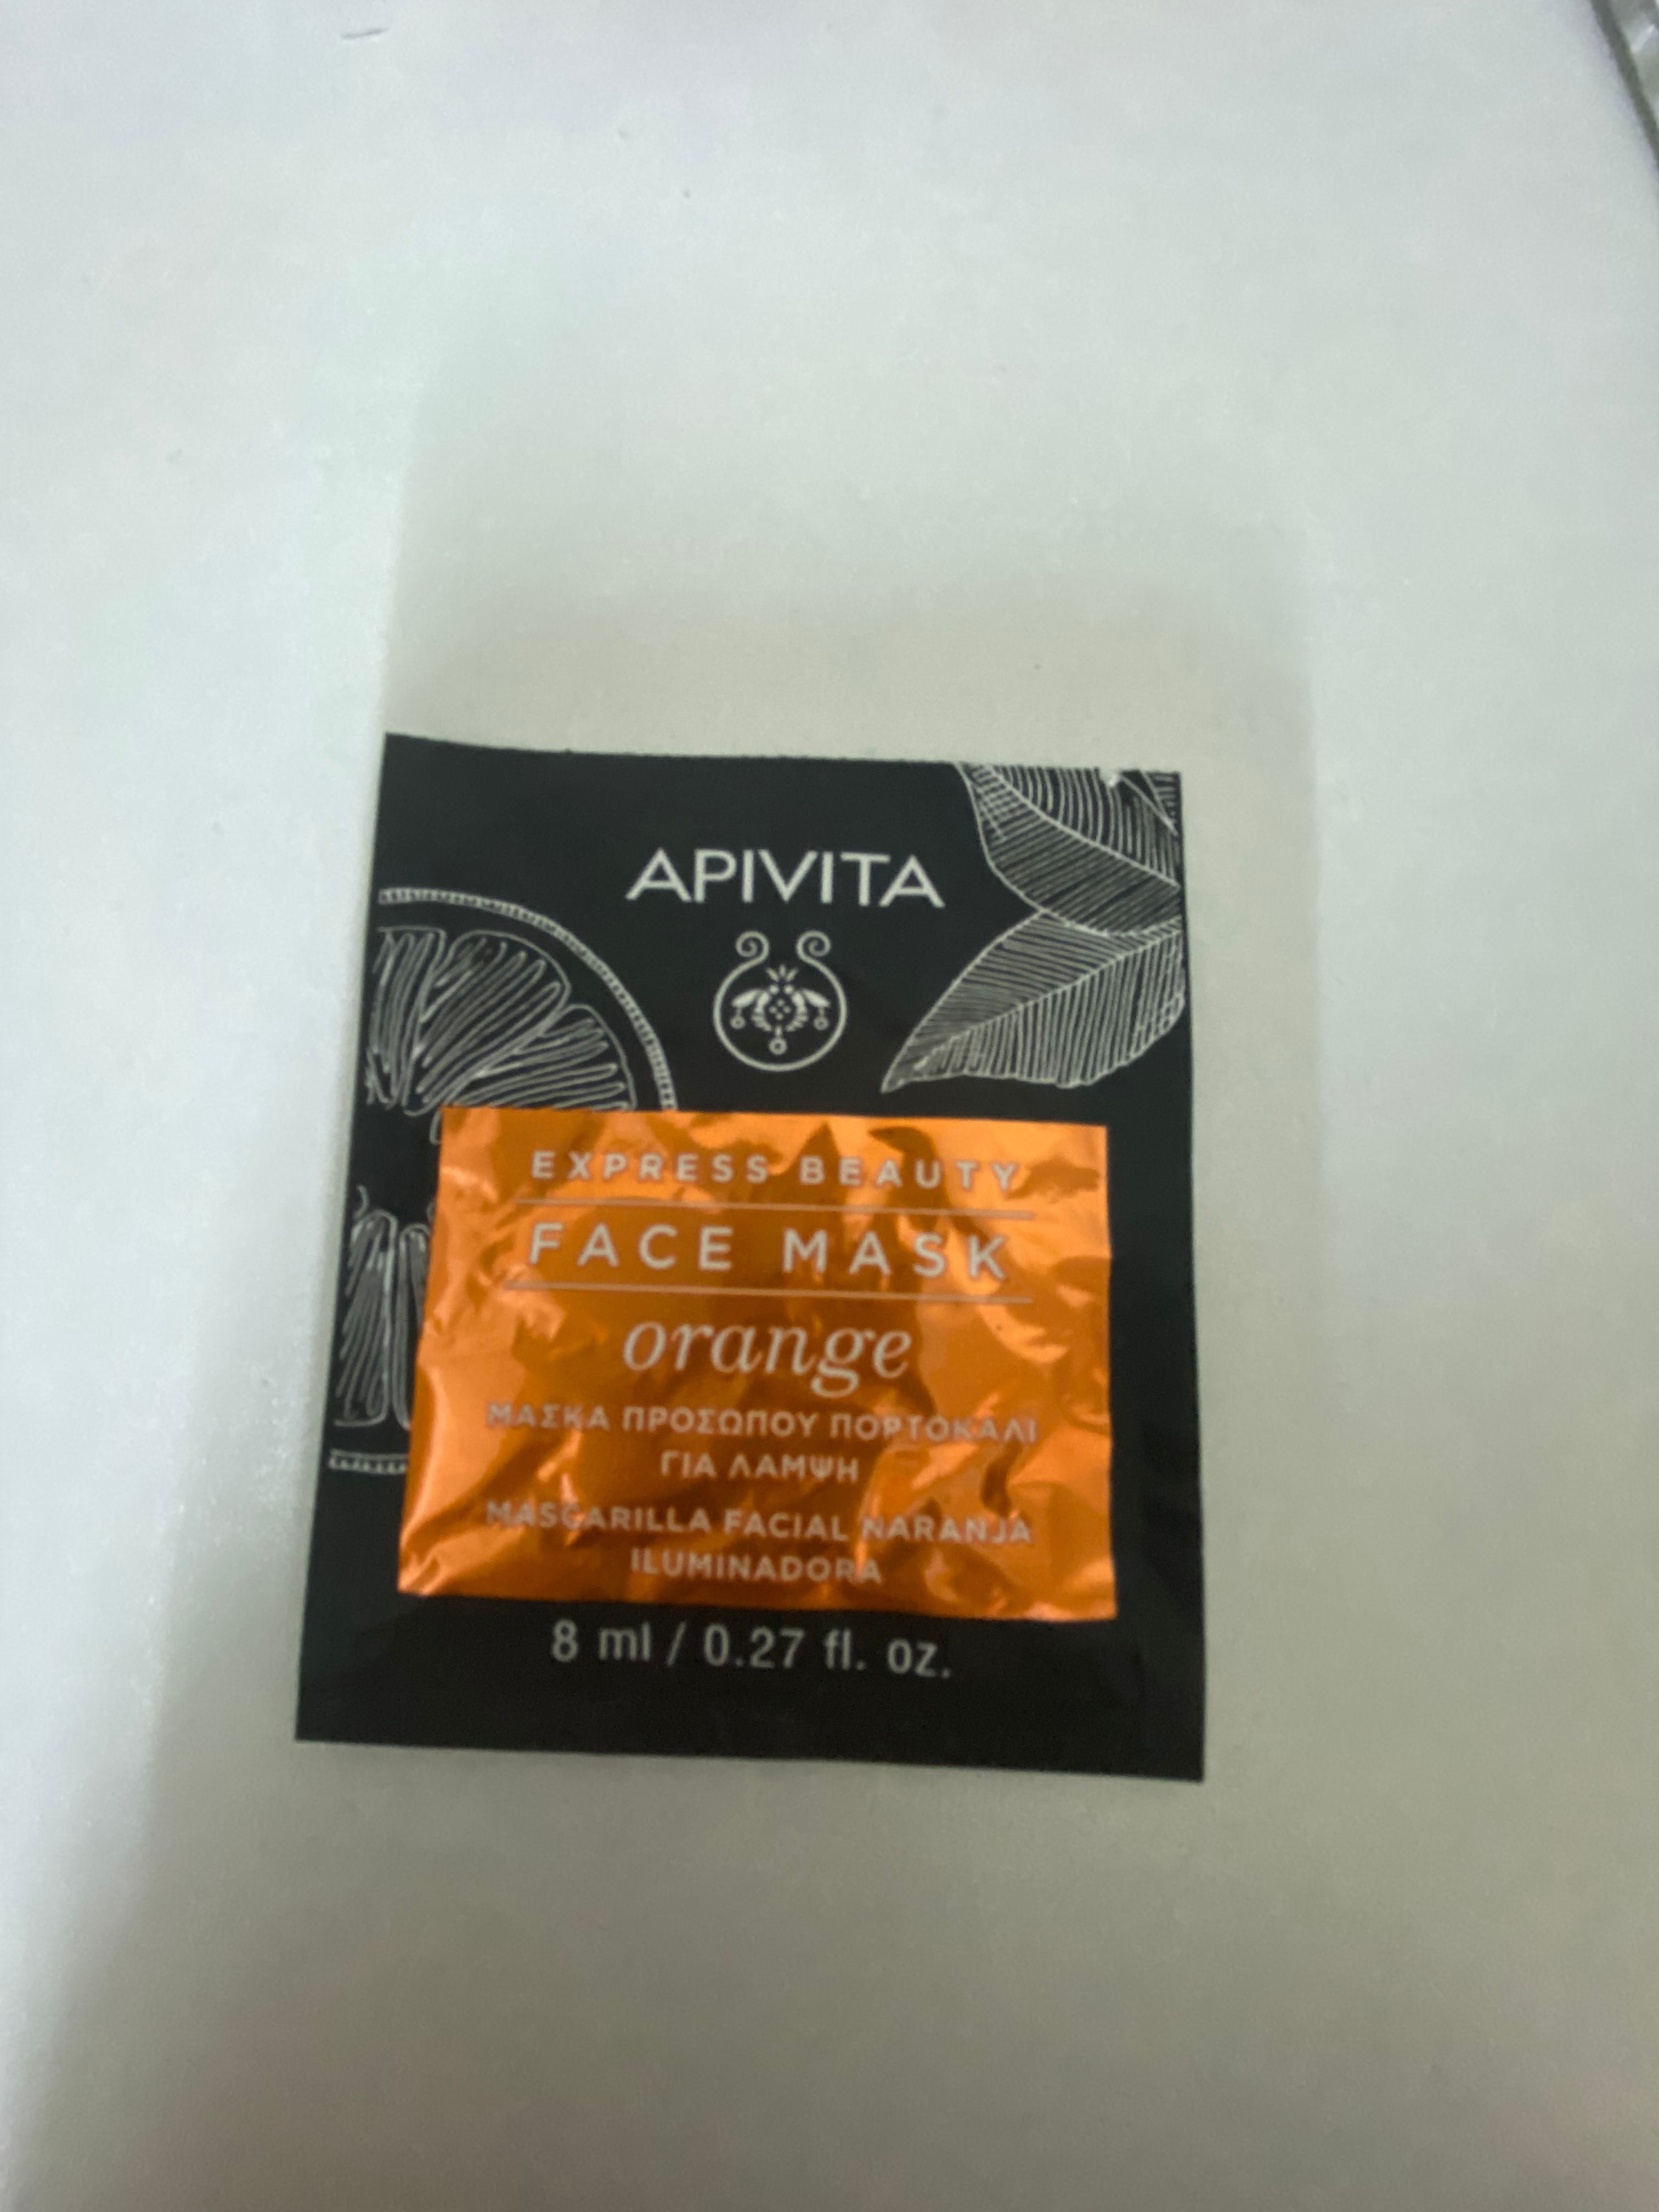 APIVITA
EXPRESS BEAUTY
FACE MASK
orange
ΜΑΣΚΑ ΠΡΟΣΩΠΟΥ ΠΟΡΤΟΚΑΛΙ
ΓΙΑ ΛΑΜΨΗ
MASCARILLA FACIAL NARANJA
ILUMINADORA
8 ml / 0.27 fl. oz.